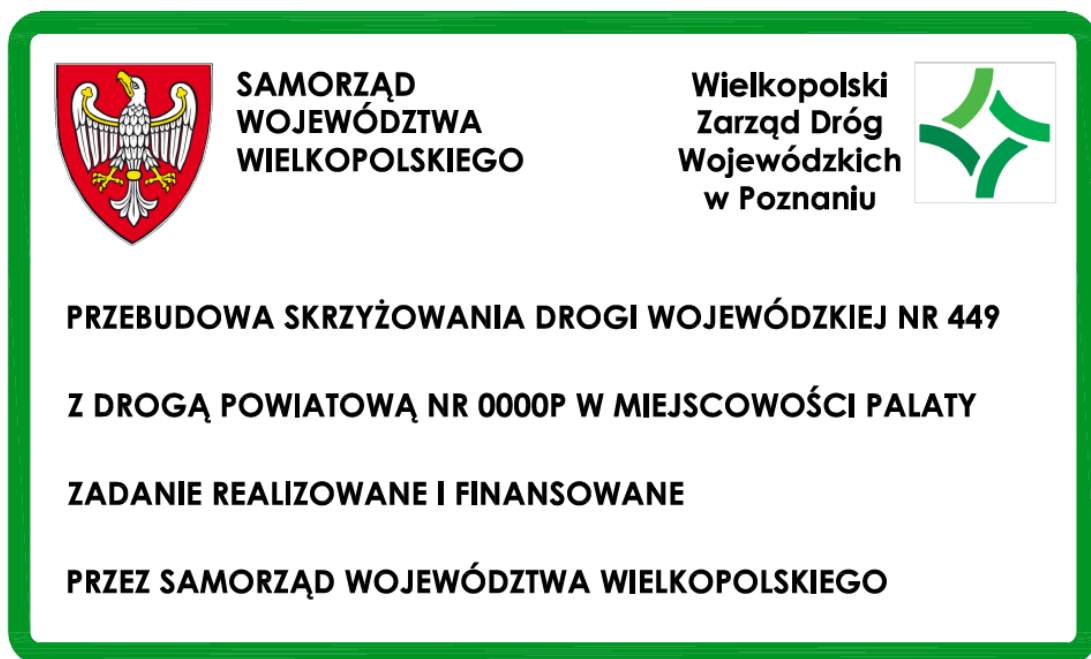 SAMORZĄD
WOJEWÓDZTWA
WIELKOPOLSKIEGO
Wielkopolski
Zarząd Dróg
Wojewódzkich
w Poznaniu
PRZEBUDOWA SKRZYŻOWANIA DROGI WOJEWÓDZKIEJ NR 449
Z DROGĄ POWIATOWĄ NR 0000P W MIEJSCOWOŚCI PALATY
ZADANIE REALIZOWANE I FINANSOWANE
PRZEZ SAMORZĄD WOJEWÓDZTWA WIELKOPOLSKIEGO